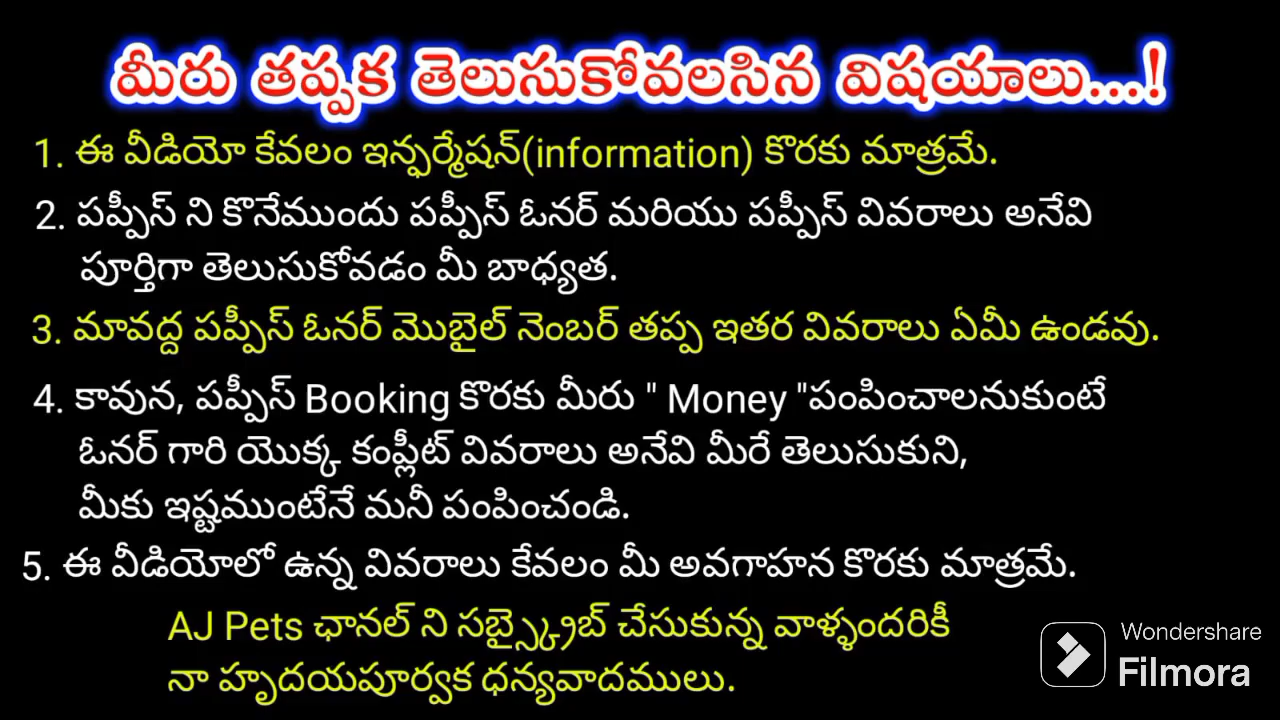 మీరు తప్పక తెలుసుకోవలసిన విషయాలు...!
1. ఈ వీడియో కేవలం ఇన్ఫర్మేషన్(information) కొరకు మాత్రమే.
2. పప్పీస్ ని కొనేముందు పప్పీస్ ఓనర్ మరియు పప్పీస్ వివరాలు అనేవి
పూర్తిగా తెలుసుకోవడం మీ బాధ్యత.
3. మావద్ద పప్పీస్ ఓనర్ మొబైల్ నెంబర్ తప్ప ఇతర వివరాలు ఏమీ ఉండవు.
4. కావున, పప్పీస్ Booking కొరకు మీరు " Money "పంపించాలనుకుంటే
ఓనర్ గారి యొక్క కంప్లీట్ వివరాలు అనేవి మీరే తెలుసుకుని,
మీకు ఇష్టముంటేనే మనీ పంపించండి.
5. ఈ వీడియోలో ఉన్న వివరాలు కేవలం మీ అవగాహన కొరకు మాత్రమే.
AJ Pets ఛానల్ ని సబ్స్క్రైబ్ చేసుకున్న వాళ్ళందరికీ
నా హృదయపూర్వక ధన్యవాదములు.
Wondershare
Filmora